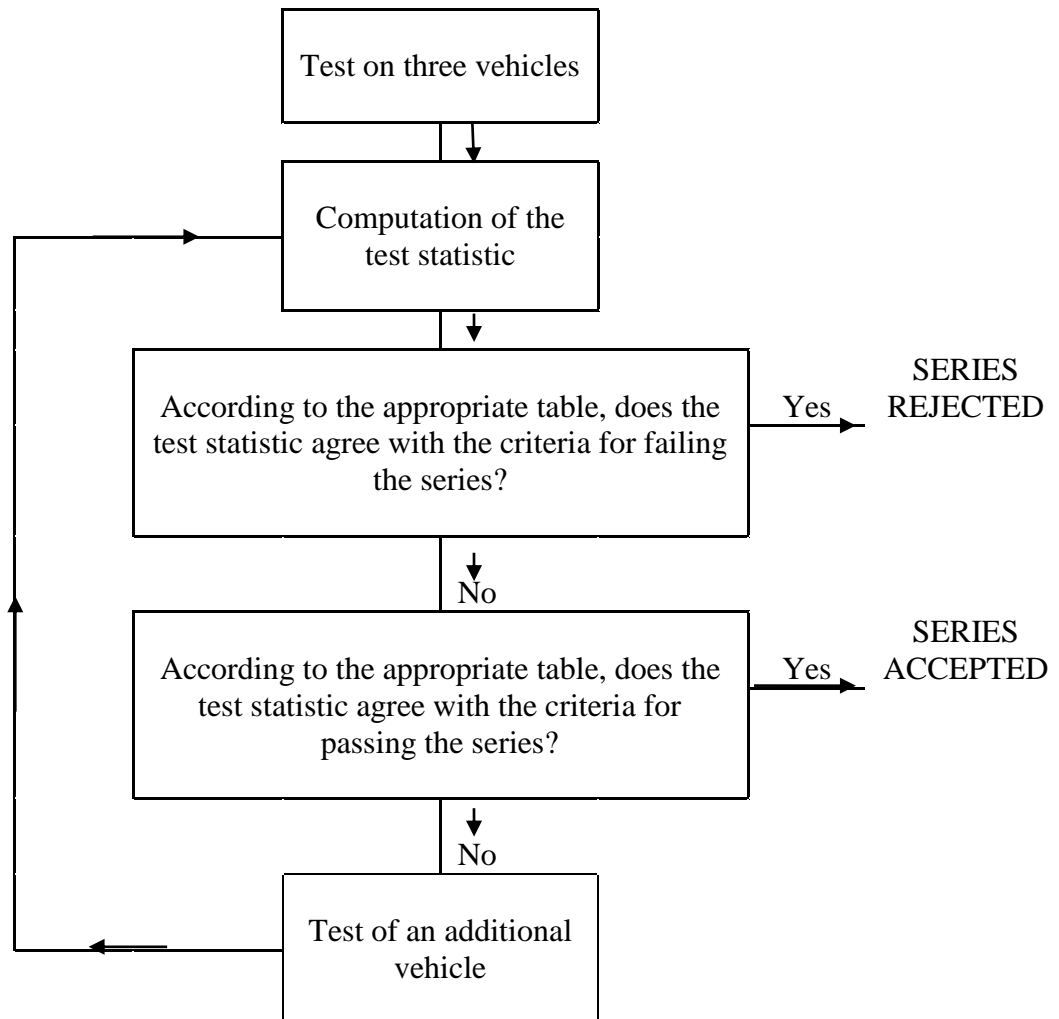 Test on three vehicles
Computation of the
test statistic
According to the appropriate table, does the
test statistic agree with the criteria for failing
the series?
Yes
SERIES
REJECTED
No
According to the appropriate table, does the
test statistic agree with the criteria for
passing the series?
Yes
SERIES
ACCEPTED
No
Test of an additional
vehicle